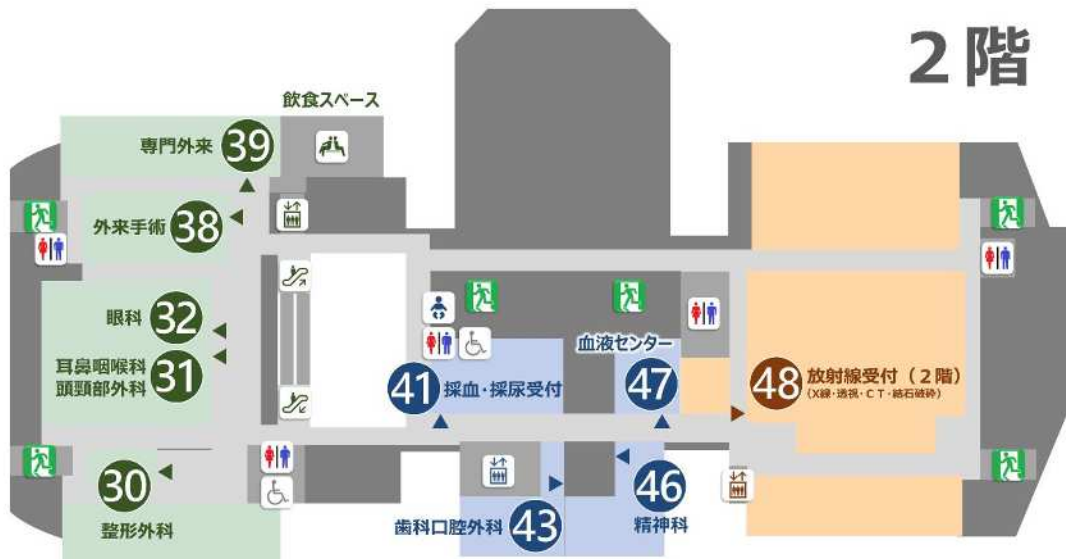 2階
飲食スペース
専門外来 39
外来手術 38
眼科 32
耳鼻咽喉科
頭頸部外科 31
30
整形外科
41 採血・採尿受付
血液センター
47
48 放射線受付（2階）
（X線・透視・CT・結石破砕）
歯科口腔外科 43
46
精神科